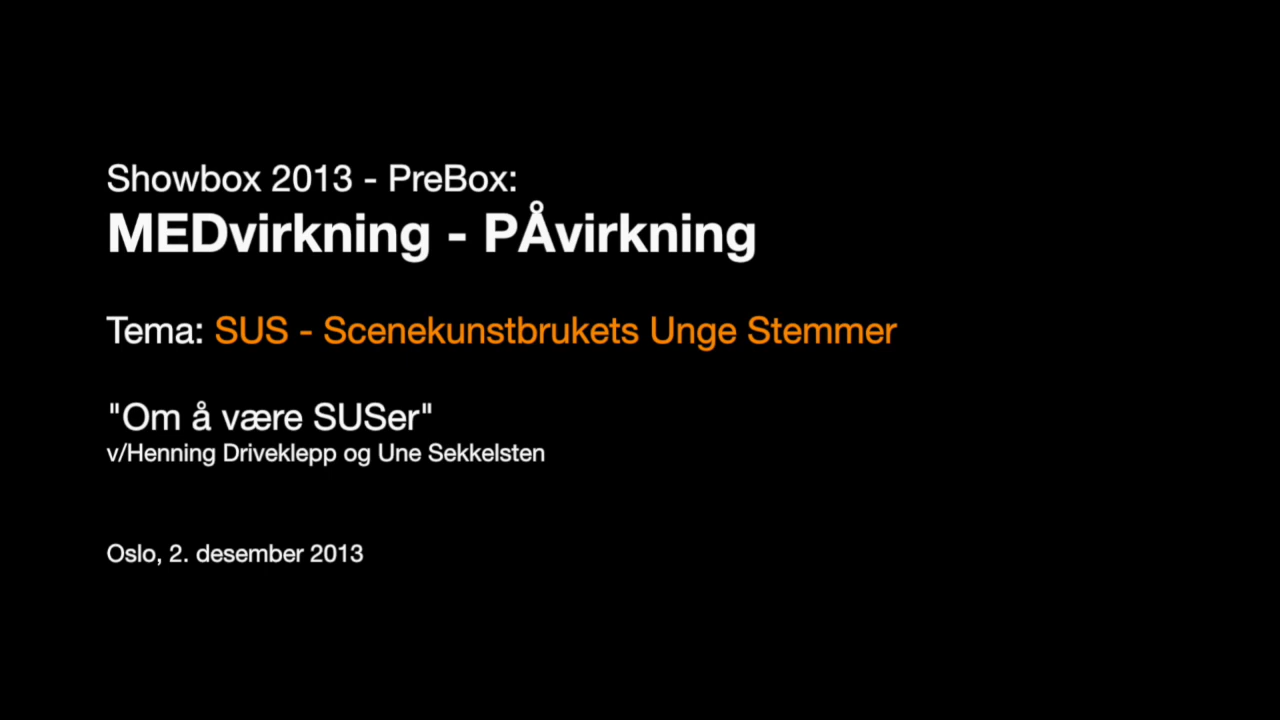 Showbox 2013 - PreBox:
MEDvirkning - PÅvirkning
Tema: SUS - Scenekunstbrukets Unge Stemmer
"Om å være SUSer"
v/Henning Driveklepp og Une Sekkelsten
Oslo, 2. desember 2013